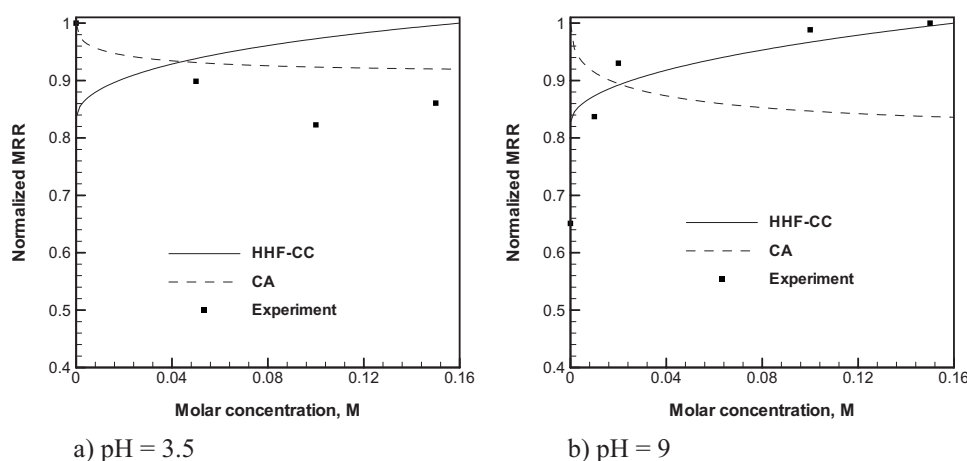 1
0.9
0.8
0.7
0.6
0.5
0.4
Normalized MRR
HHF-CC
CA
Experiment
0
0.04
0.08
0.12
0.16
Molar concentration, M
a) pH = 3.5
1
0.9
0.8
0.7
0.6
0.5
0.4
Normalized MRR
HHF-CC
CA
Experiment
0
0.04
0.08
0.12
0.16
Molar concentration, M
b) pH = 9